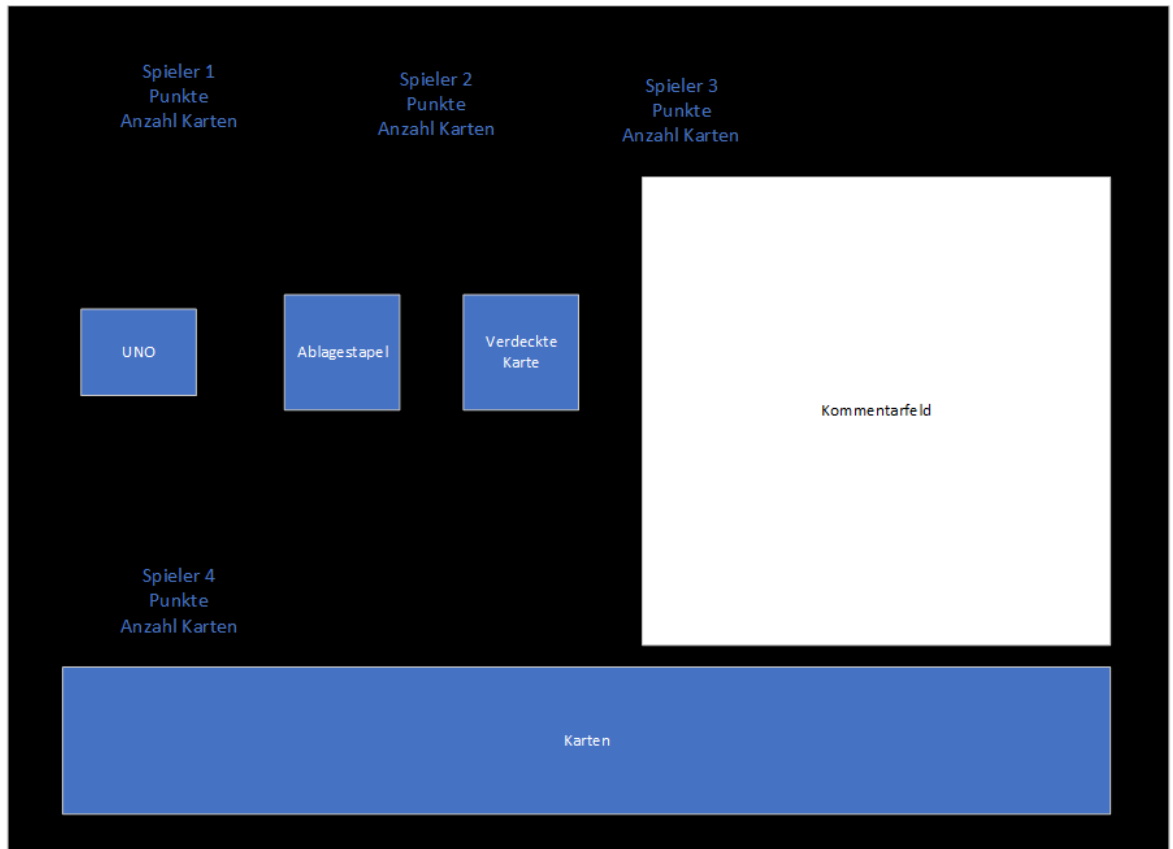 Spieler 1
Punkte
Anzahl Karten
Spieler 2
Punkte
Anzahl Karten
Spieler 3
Punkte
Anzahl Karten
UNO
Ablagestapel
Verdeckte
Karte
Kommentarfeld
Spieler 4
Punkte
Anzahl Karten
Karten